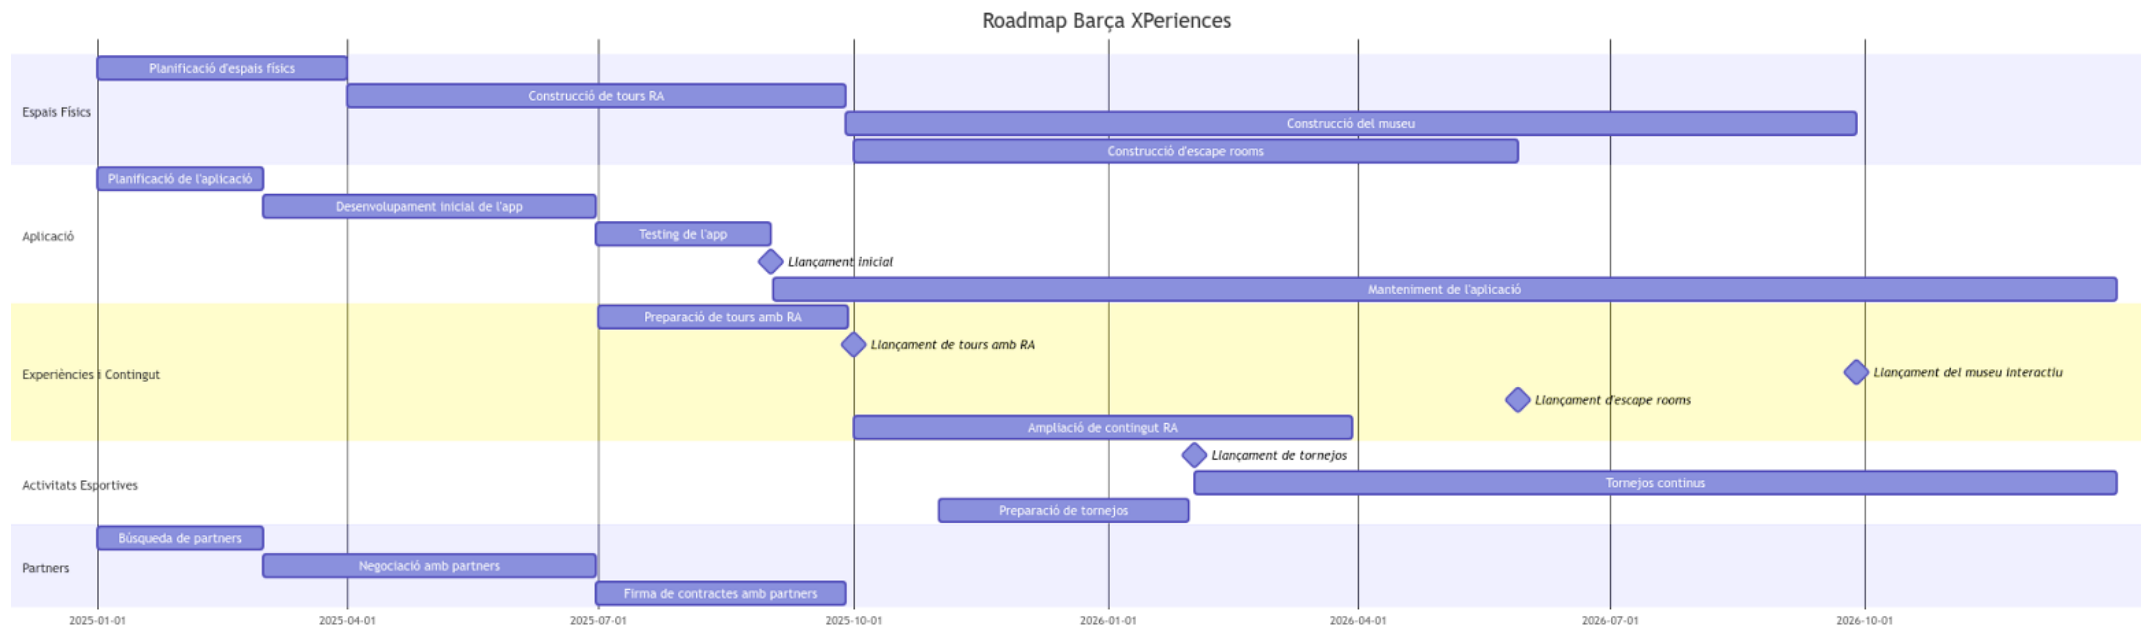 Roadmap Barça XPeriences
Espais Físics
Planificació d'espais físics
Construcció de tours RA
Construcció del museu
Construcció d'escape rooms
Aplicació
Planificació de l'aplicació
Desenvolupament inicial de l'app
Testing de l'app
Llançament inicial
Manteniment de l'aplicació
Experiències i Contingut
Preparació de tours amb RA
Llançament de tours amb RA
Llançament del museu interactiu
Llançament d'escape rooms
Ampliació de contingut RA
Activitats Esportives
Llançament de tornejos
Tornejos continus
Preparació de tornejos
Partners
Búsqueda de partners
Negociació amb partners
Firma de contractes amb partners
2025-01-01
2025-04-01
2025-07-01
2025-10-01
2026-01-01
2026-04-01
2026-07-01
2026-10-01